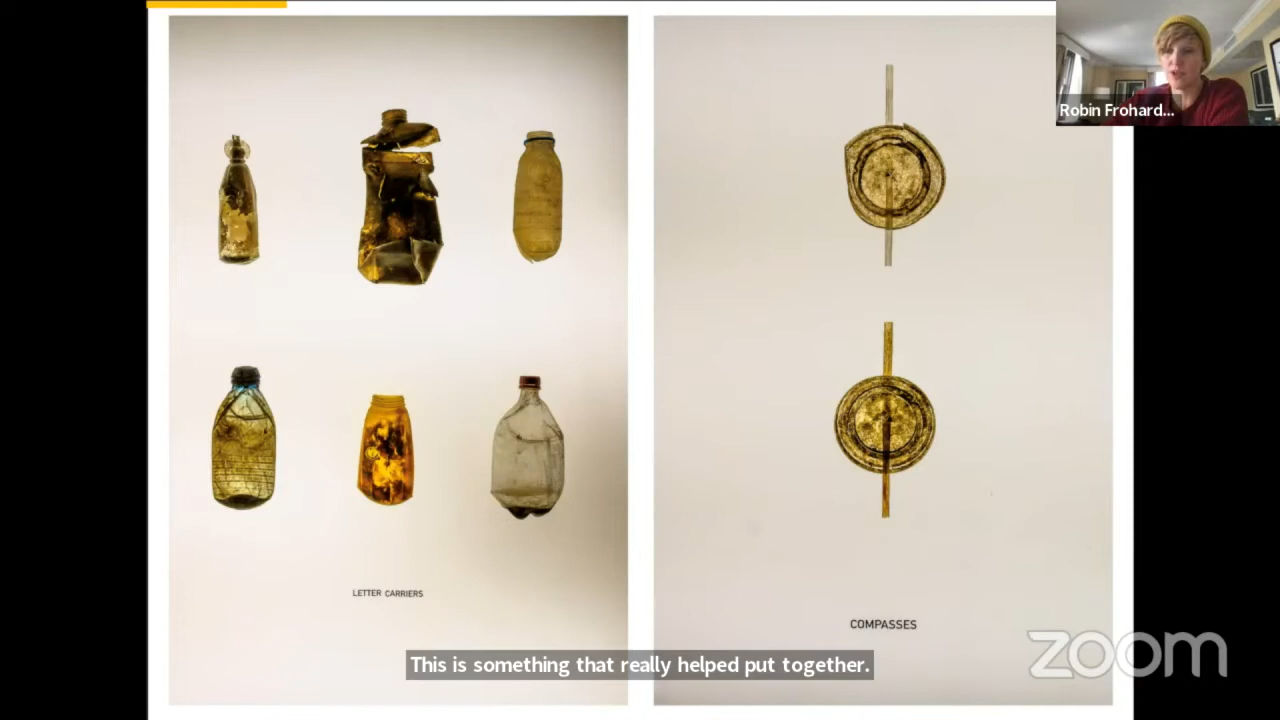 Robin Frohard...
LETTER CARRIERS
COMPASSES
This is something that really helped put together.
zoom